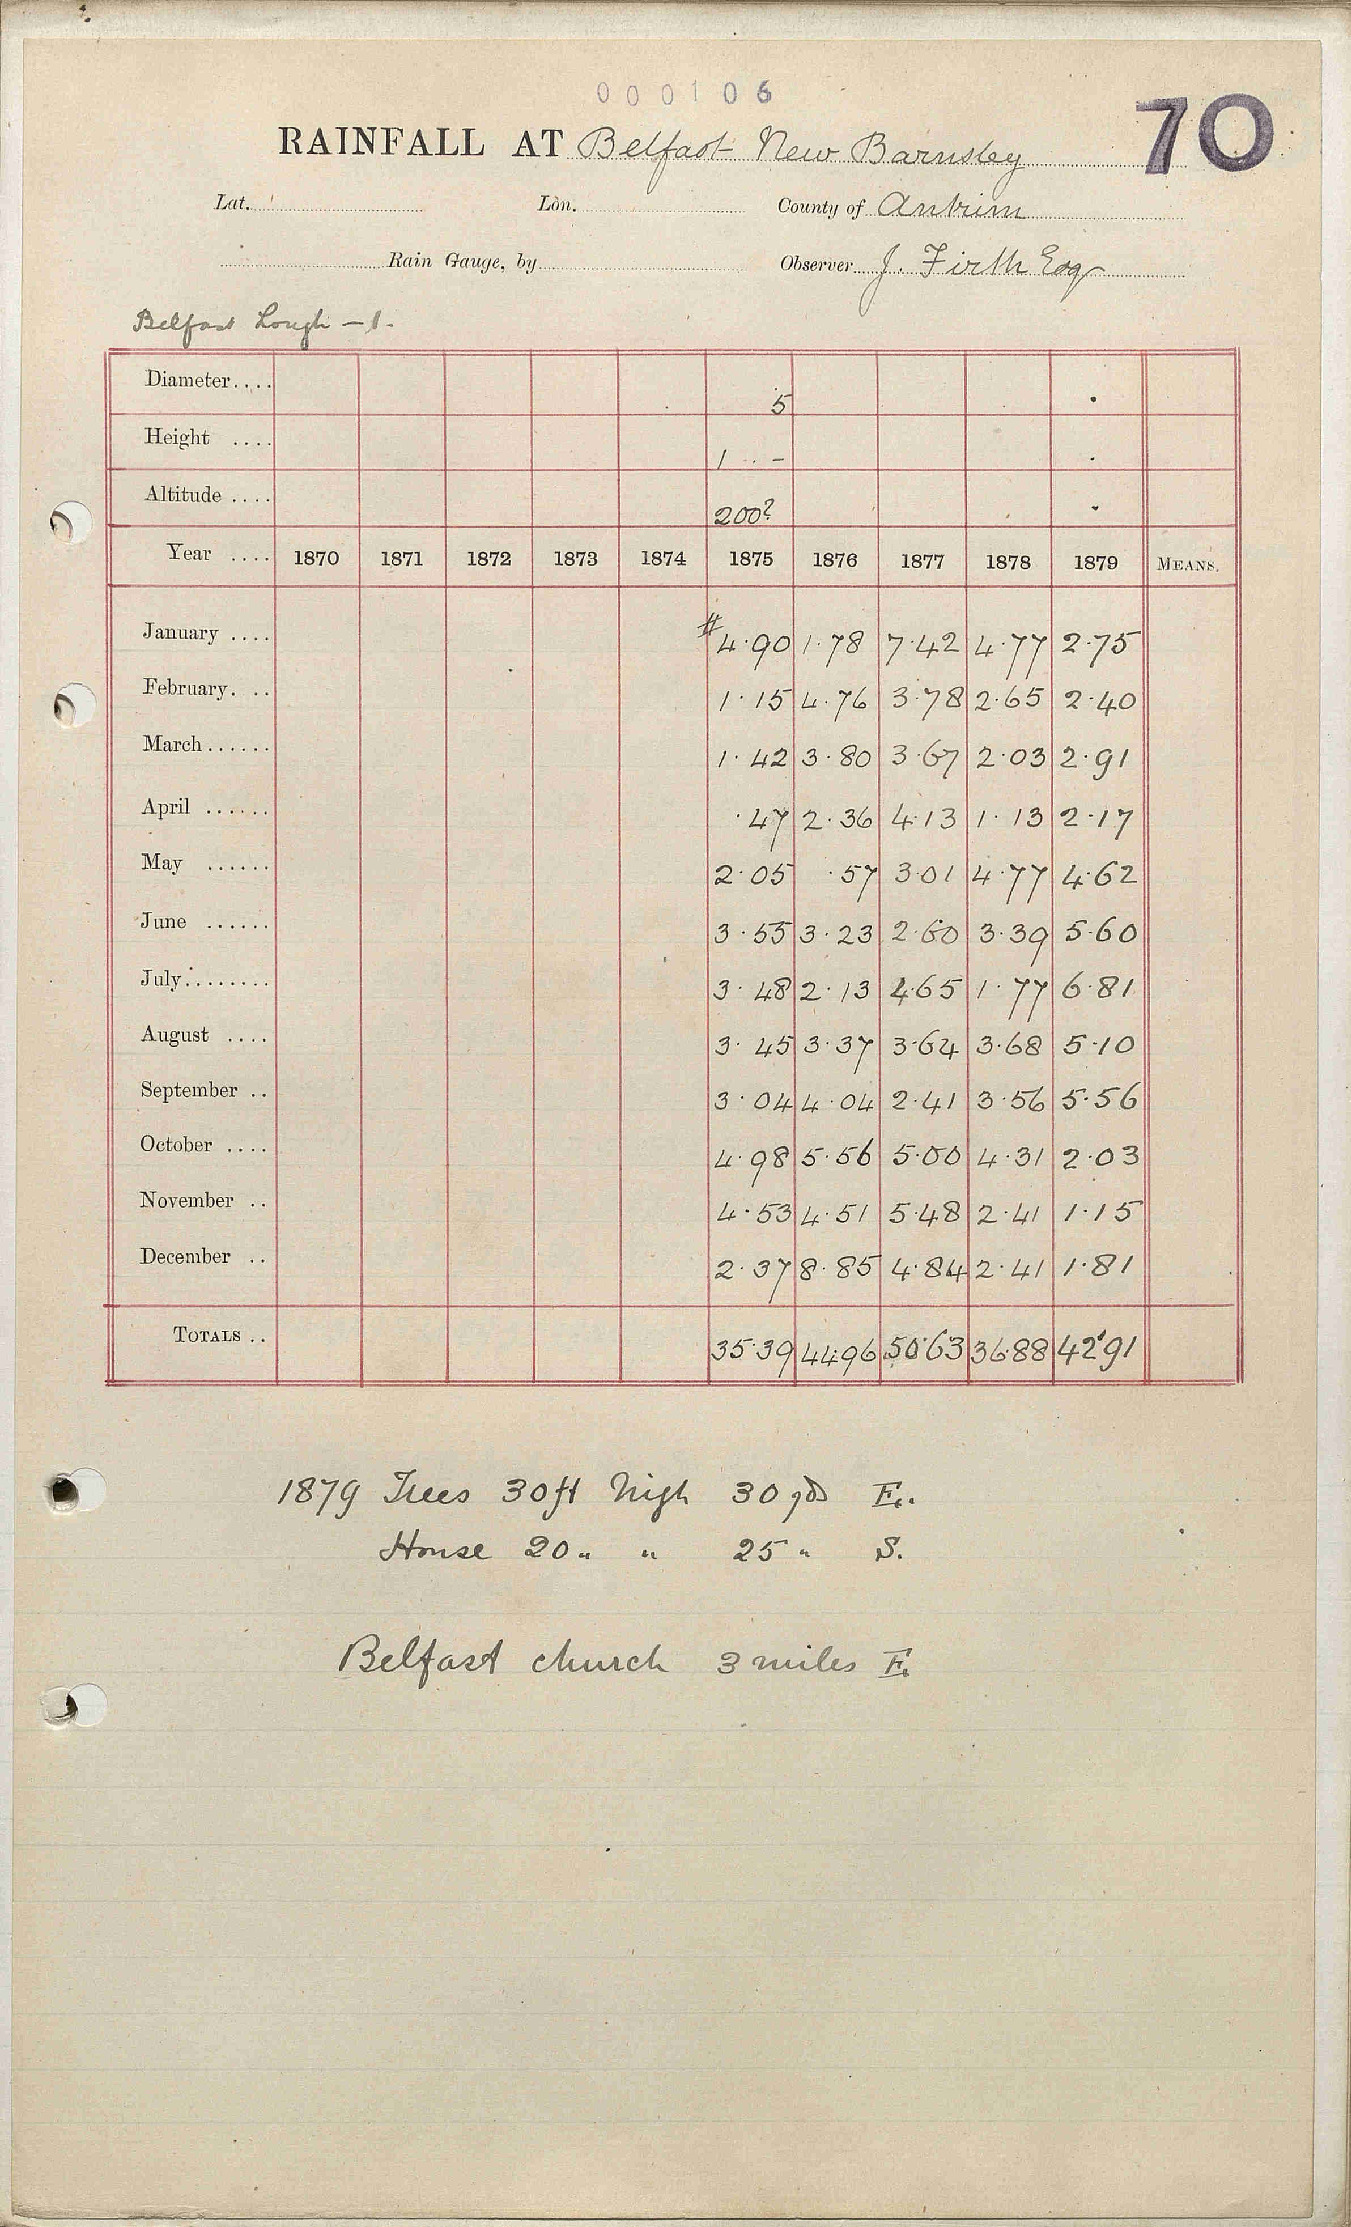 000106
70
RAINFALL AT Belfast New Barnsley
Lat. Lon. County of Antrim
Rain Gauge, by Observer J. Firth Esq
Belfast Lough - 1.
Diameter.... 5
Height .... 1 -
Altitude .... 200?
Year .... 1870 1871 1872 1873 1874 1875 1876 1877 1878 1879 MEANS.
January .... #4.90 1.78 7.42 4.77 2.75
February. .. 1.15 4.76 3.78 2.65 2.40
March...... 1.42 3.80 3.67 2.03 2.91
April ...... .47 2.36 4.13 1.13 2.17
May ...... 2.05 .57 3.01 4.77 4.62
June ...... 3.55 3.23 2.60 3.39 5.60
July........ 3.48 2.13 4.65 1.77 6.81
August .... 3.45 3.37 3.64 3.68 5.10
September .. 3.04 4.04 2.41 3.56 5.56
October .... 4.98 5.56 5.00 4.31 2.03
November .. 4.53 4.51 5.48 2.41 1.15
December .. 2.37 8.85 4.84 2.41 1.81
TOTALS .. 35.39 44.96 50.63 36.88 42.91
1879 Trees 30ft high 30 yds E.
House 20 " " 25 " S.
Belfast church 3 miles E.